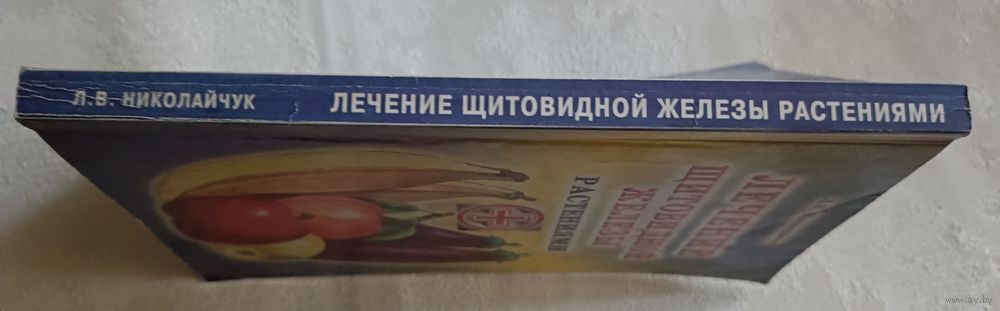 Л.В. НИКОЛАЙЧУК ЛЕЧЕНИЕ ЩИТОВИДНОЙ ЖЕЛЕЗЫ РАСТЕНИЯМИ
ЛЕЧЕНИЕ
ЩИТОВИДНОЙ
ЖЕЛЕЗЫ
РАСТЕНИЯМИ
www.ay.by